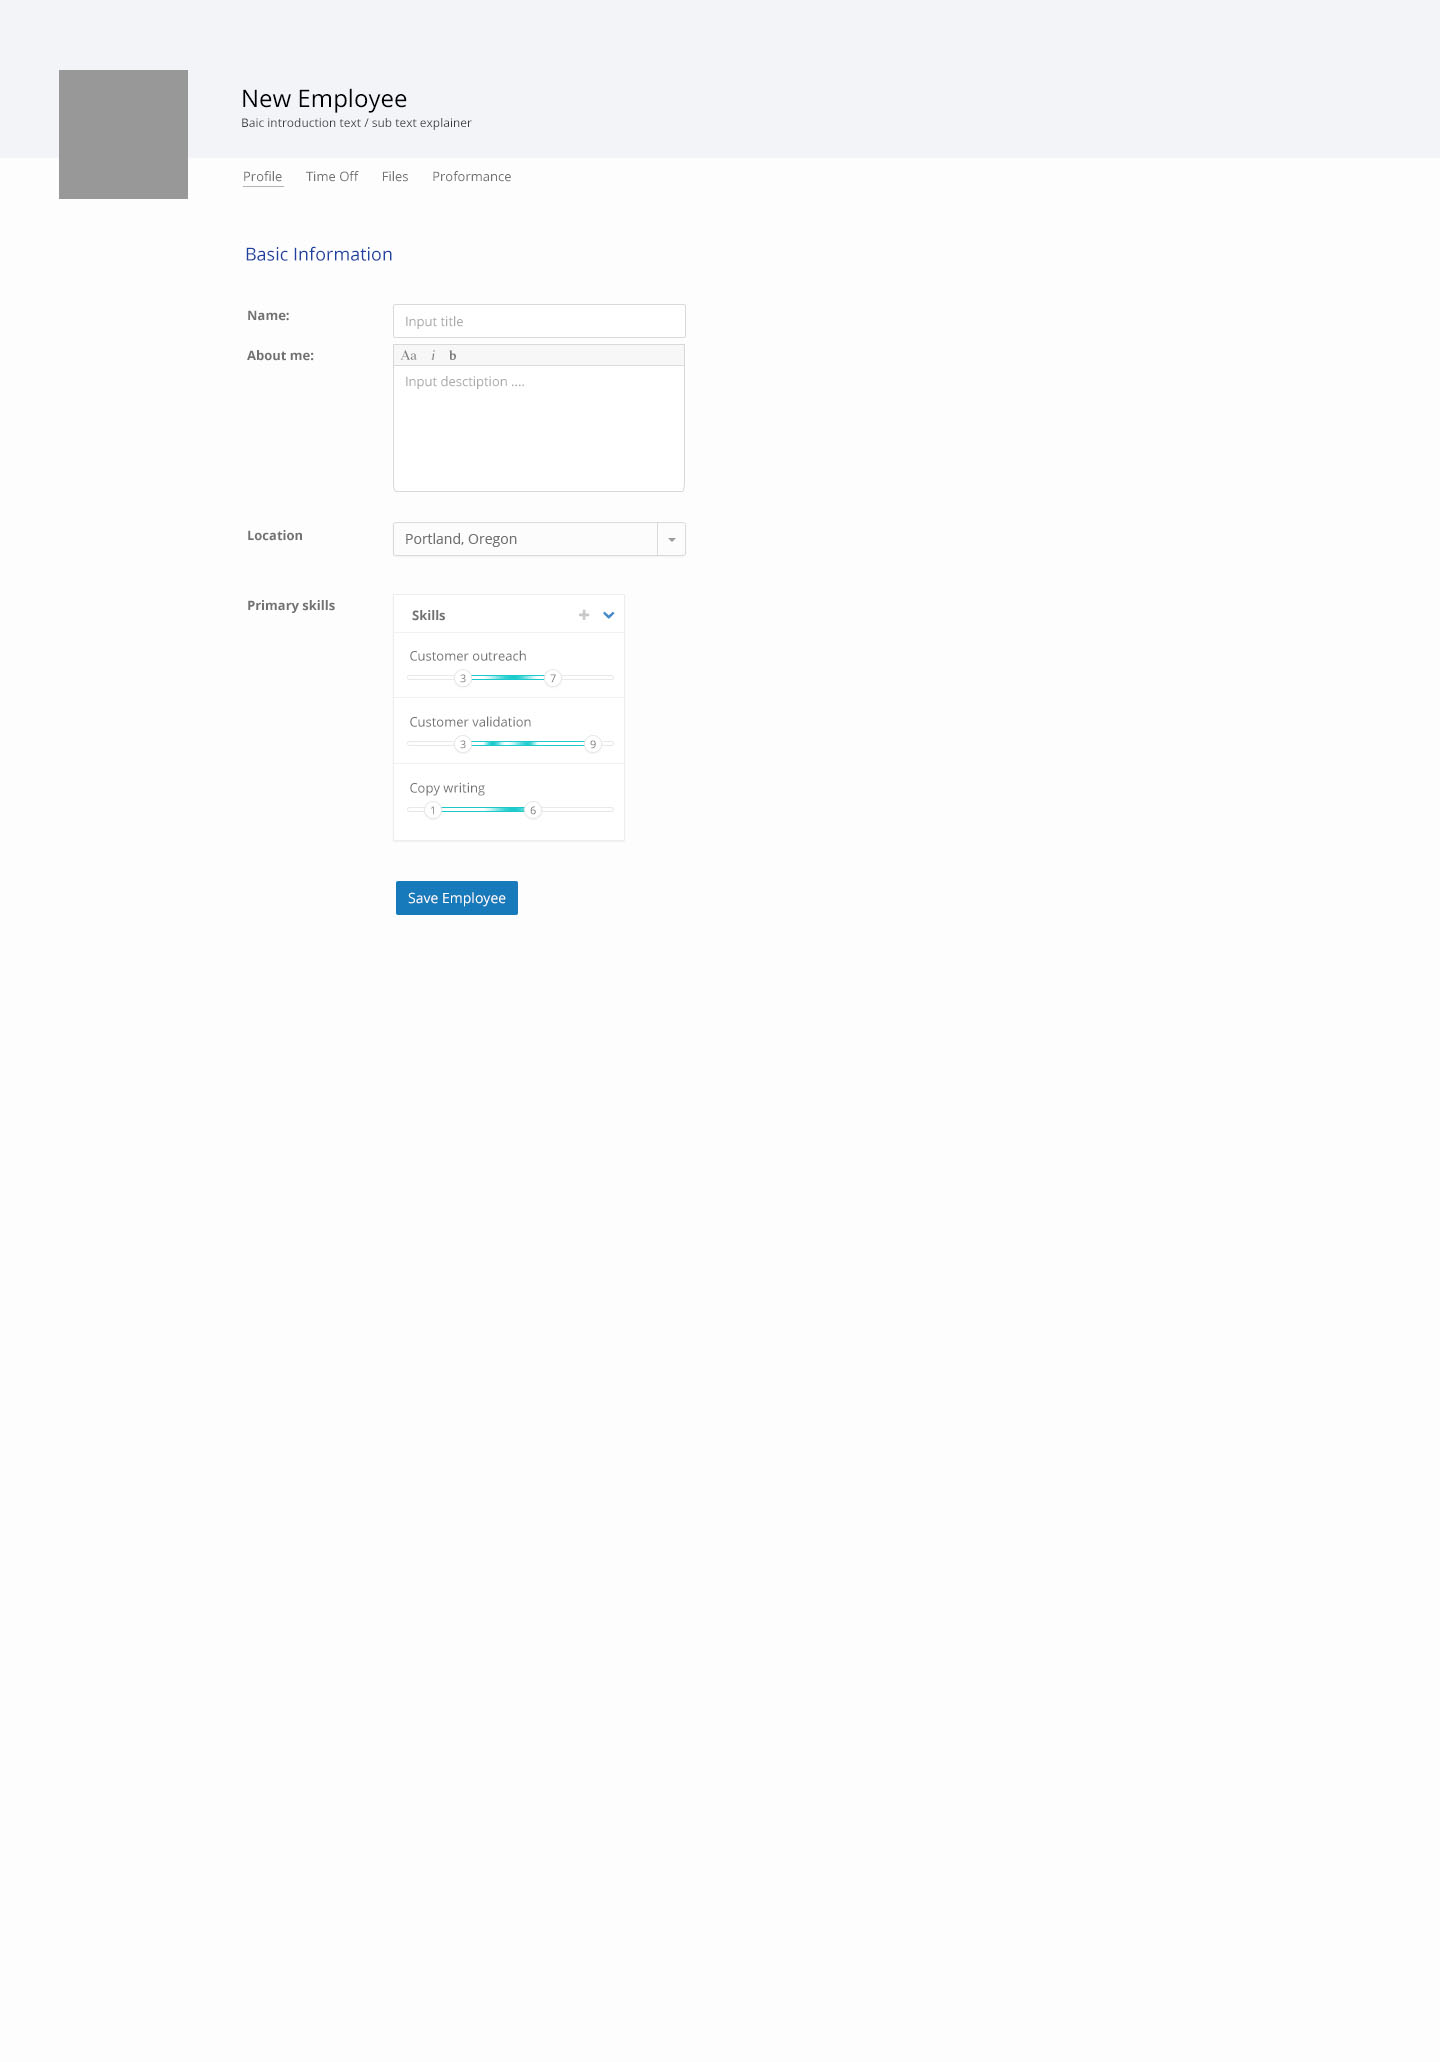 New Employee
Baic introduction text / sub text explainer
Profile Time Off Files Proformance
Basic Information
Name:
Input title
About me:
Aa i b
Input desctiption ....
Location
Portland, Oregon
Primary skills
Skills
Customer outreach
3 7
Customer validation
3 9
Copy writing
1 6
Save Employee